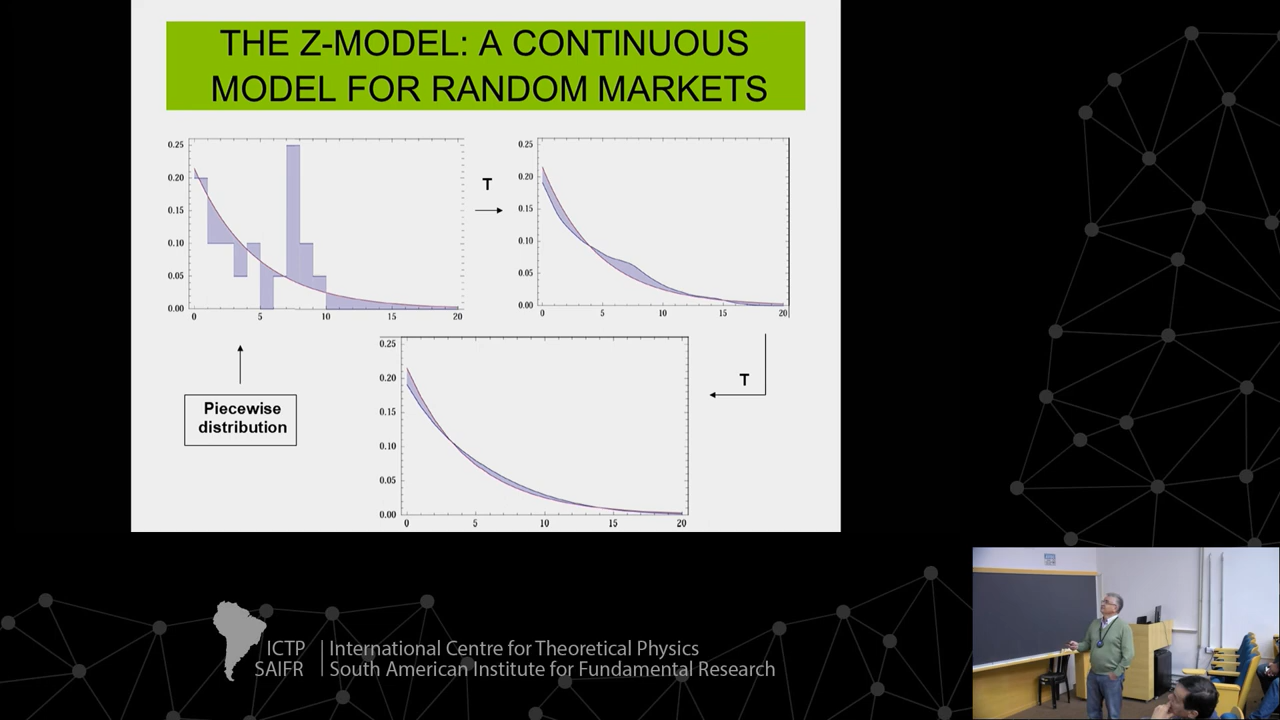 THE Z-MODEL: A CONTINUOUS
MODEL FOR RANDOM MARKETS
0.25
0.20
0.15
0.10
0.05
0.00
0 5 10 15 20
T
0.25
0.20
0.15
0.10
0.05
0.00
0 5 10 15 20
Piecewise
distribution
0.25
0.20
0.15
0.10
0.05
0.00
0 5 10 15 20
T
ICTP
SAIFR
International Centre for Theoretical Physics
South American Institute for Fundamental Research